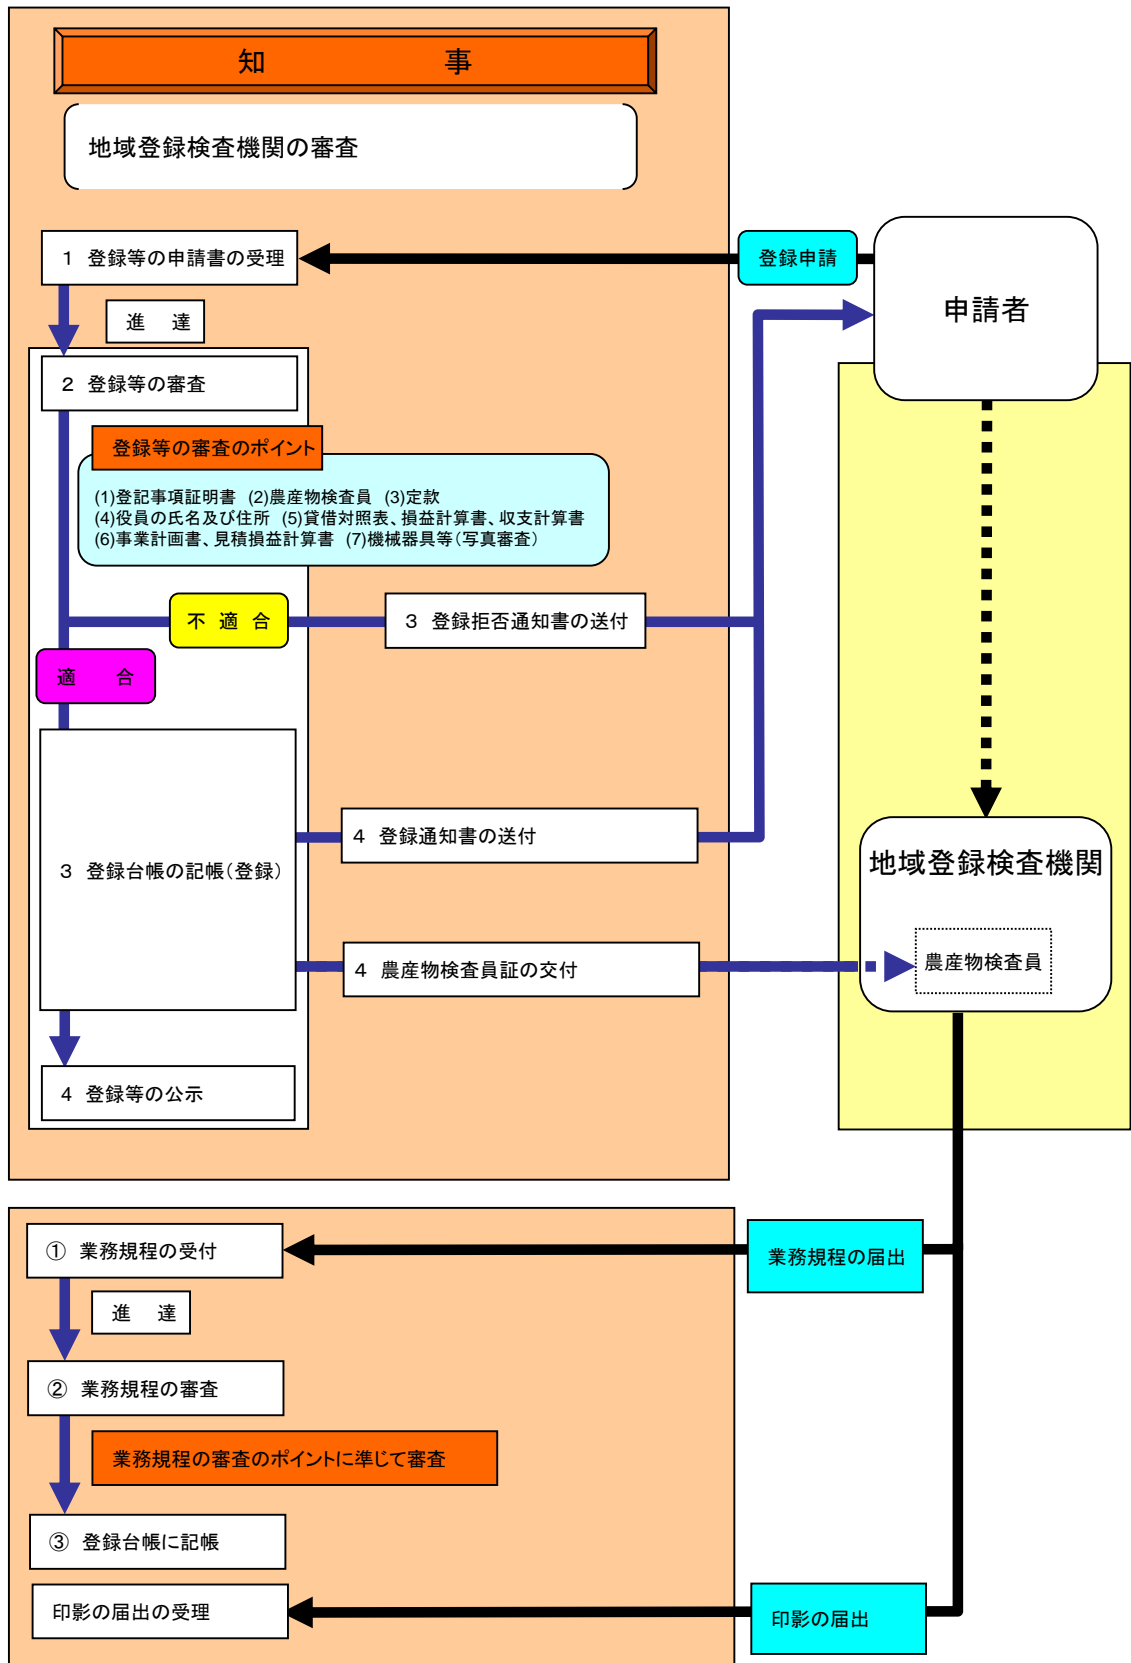 知　事
地域登録検査機関の審査
1 登録等の申請書の受理
登録申請
申請者
進 達
2 登録等の審査
登録等の審査のポイント
(1)登記事項証明書 (2)農産物検査員 (3)定款
(4)役員の氏名及び住所 (5)貸借対照表、損益計算書、収支計算書
(6)事業計画書、見積損益計算書 (7)機械器具等(写真審査)
不 適 合
3 登録拒否通知書の送付
適 合
3 登録台帳の記帳(登録)
4 登録通知書の送付
地域登録検査機関
農産物検査員
4 農産物検査員証の交付
4 登録等の公示
① 業務規程の受付
業務規程の届出
進 達
② 業務規程の審査
業務規程の審査のポイントに準じて審査
③ 登録台帳に記帳
印影の届出の受理
印影の届出